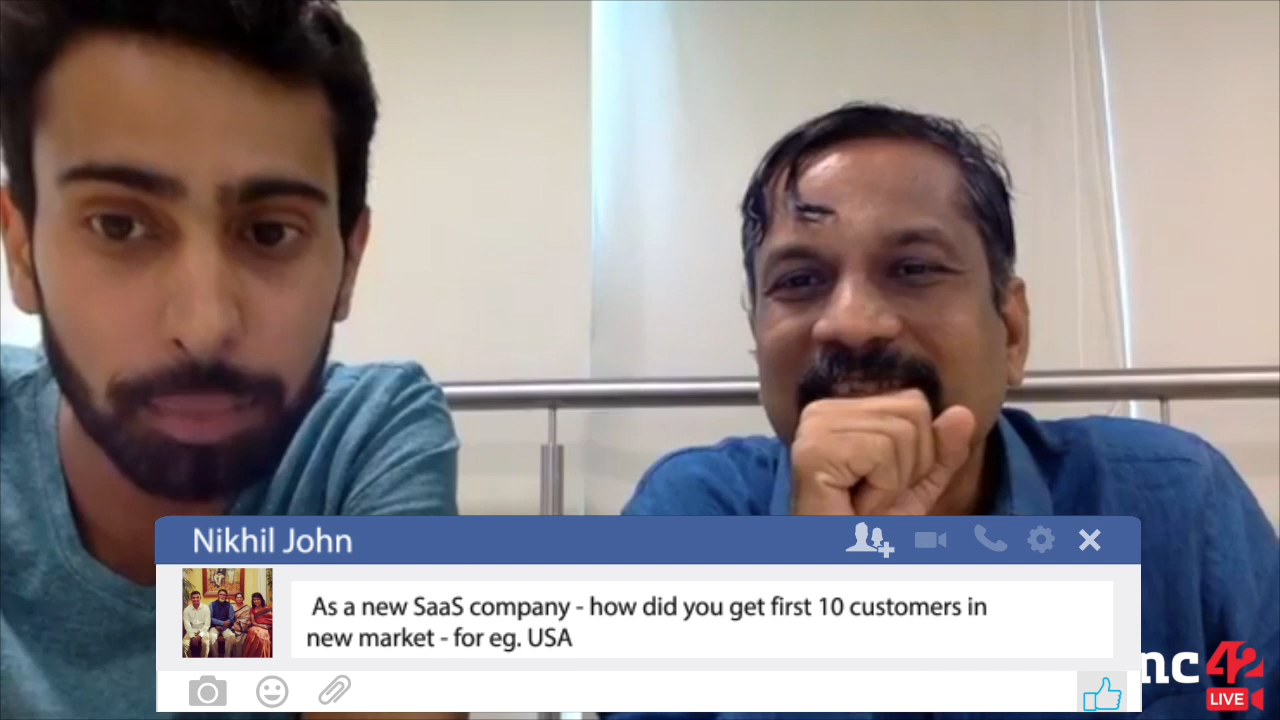 Nikhil John
As a new SaaS company - how did you get first 10 customers in
new market - for eg. USA
nc42
LIVE